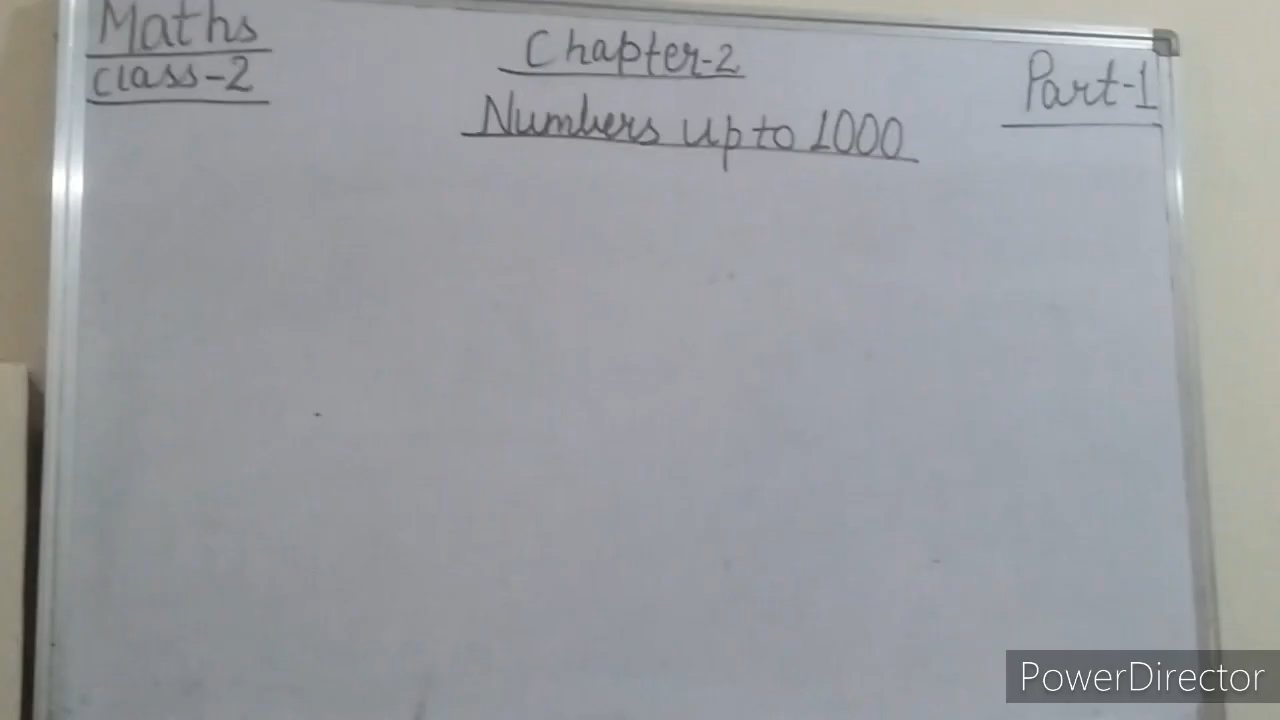 Maths
Class-2
Chapter-2
Numbers up to 1000
Part-1
PowerDirector